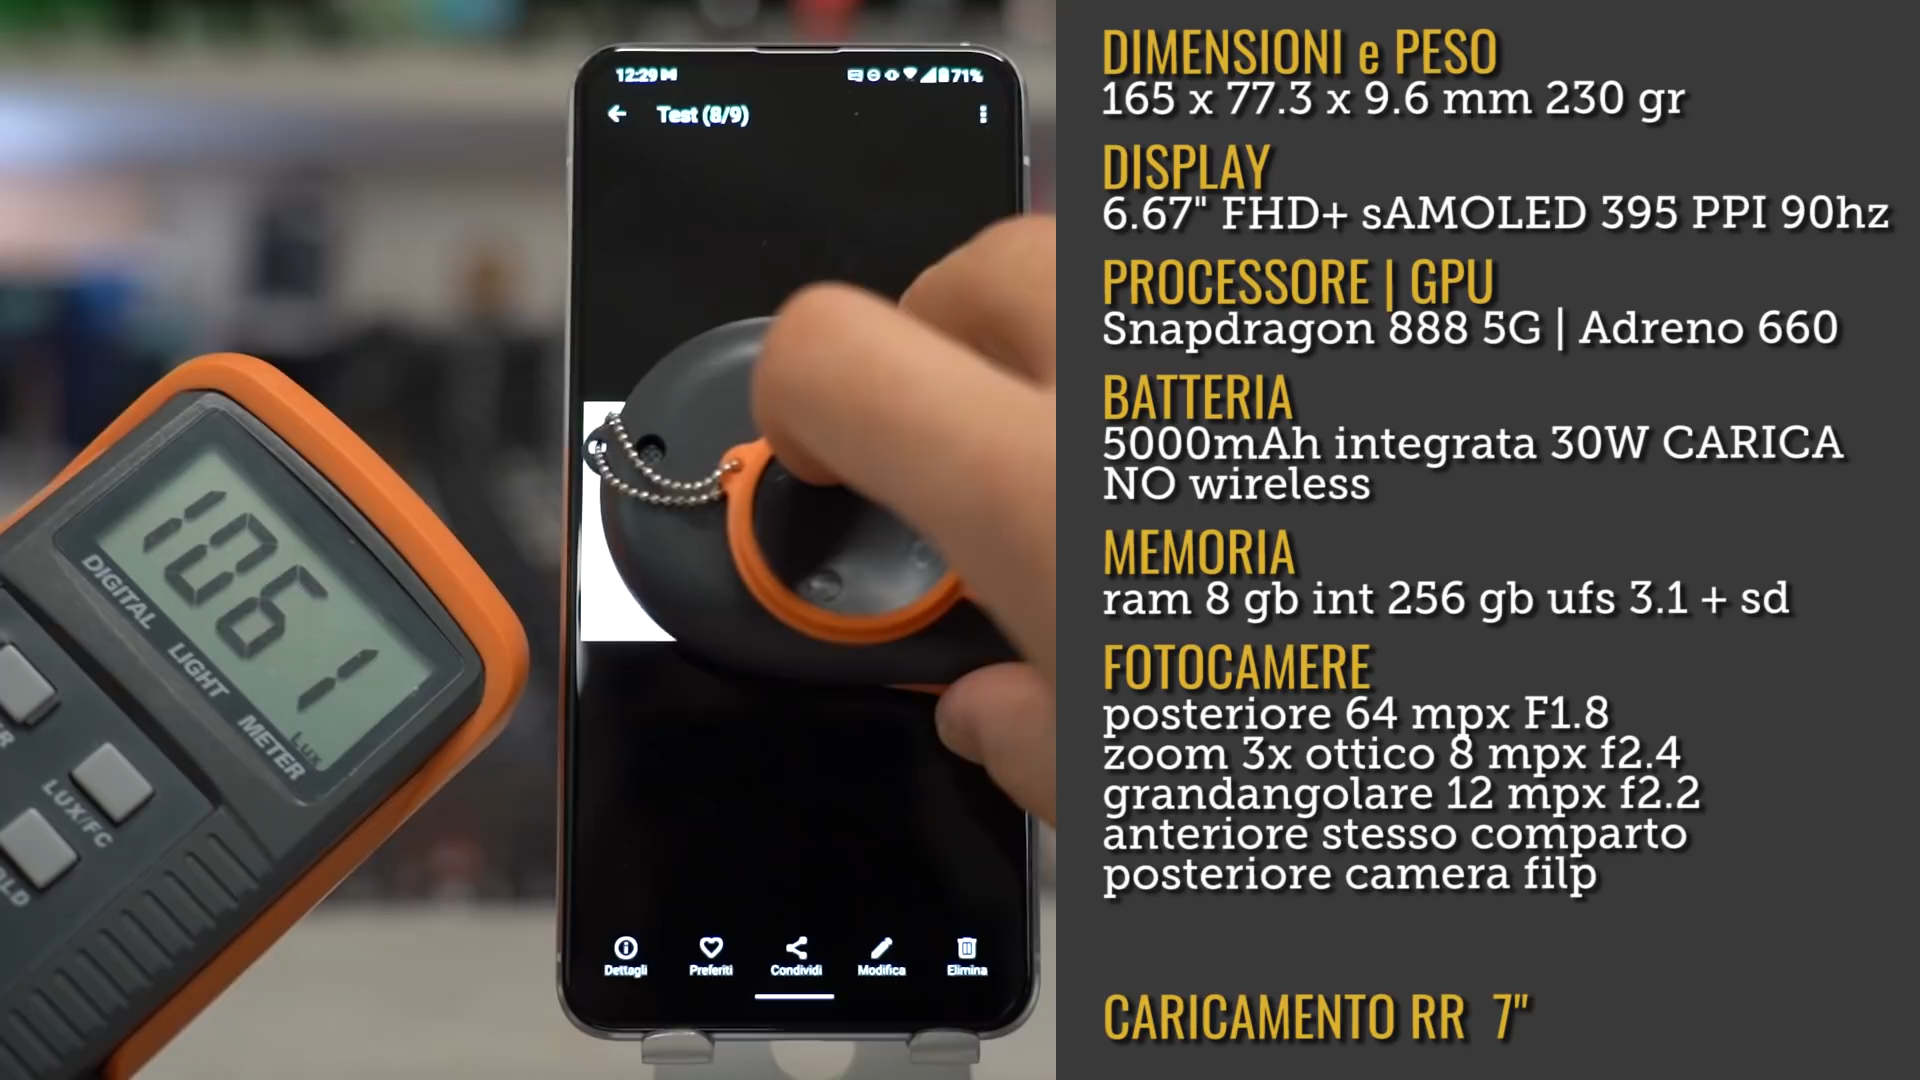 12:29
71%
Test (8/9)
1061
Lux
DIGITAL LIGHT METER
LUX/FC
Dettagli
Preferiti
Condividi
Modifica
Elimina
DIMENSIONI e PESO
165 x 77.3 x 9.6 mm 230 gr
DISPLAY
6.67" FHD+ sAMOLED 395 PPI 90hz
PROCESSORE | GPU
Snapdragon 888 5G | Adreno 660
BATTERIA
5000mAh integrata 30W CARICA
NO wireless
MEMORIA
ram 8 gb int 256 gb ufs 3.1 + sd
FOTOCAMERE
posteriore 64 mpx F1.8
zoom 3x ottico 8 mpx f2.4
grandangolare 12 mpx f2.2
anteriore stesso comparto
posteriore camera filp
CARICAMENTO RR 7"